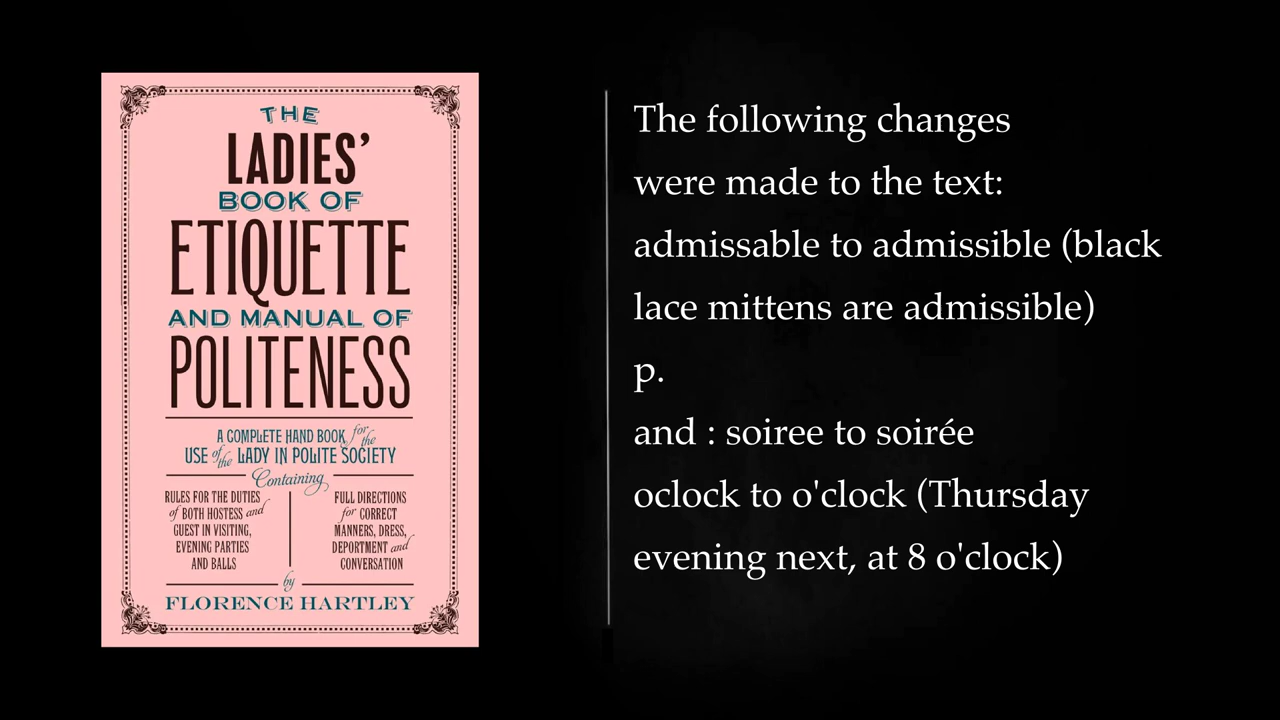 THE
LADIES'
BOOK OF
ETIQUETTE
AND MANUAL OF
POLITENESS
A COMPLETE HAND BOOK for the
USE of the LADY IN POLITE SOCIETY
Containing
RULES FOR THE DUTIES
of BOTH HOSTESS and
GUEST IN VISITING,
EVENING PARTIES
AND BALLS
FULL DIRECTIONS
for CORRECT
MANNERS, DRESS,
DEPORTMENT and
CONVERSATION
by
FLORENCE HARTLEY
The following changes
were made to the text:
admissable to admissible (black
lace mittens are admissible)
p.
and : soiree to soirée
oclock to o'clock (Thursday
evening next, at 8 o'clock)